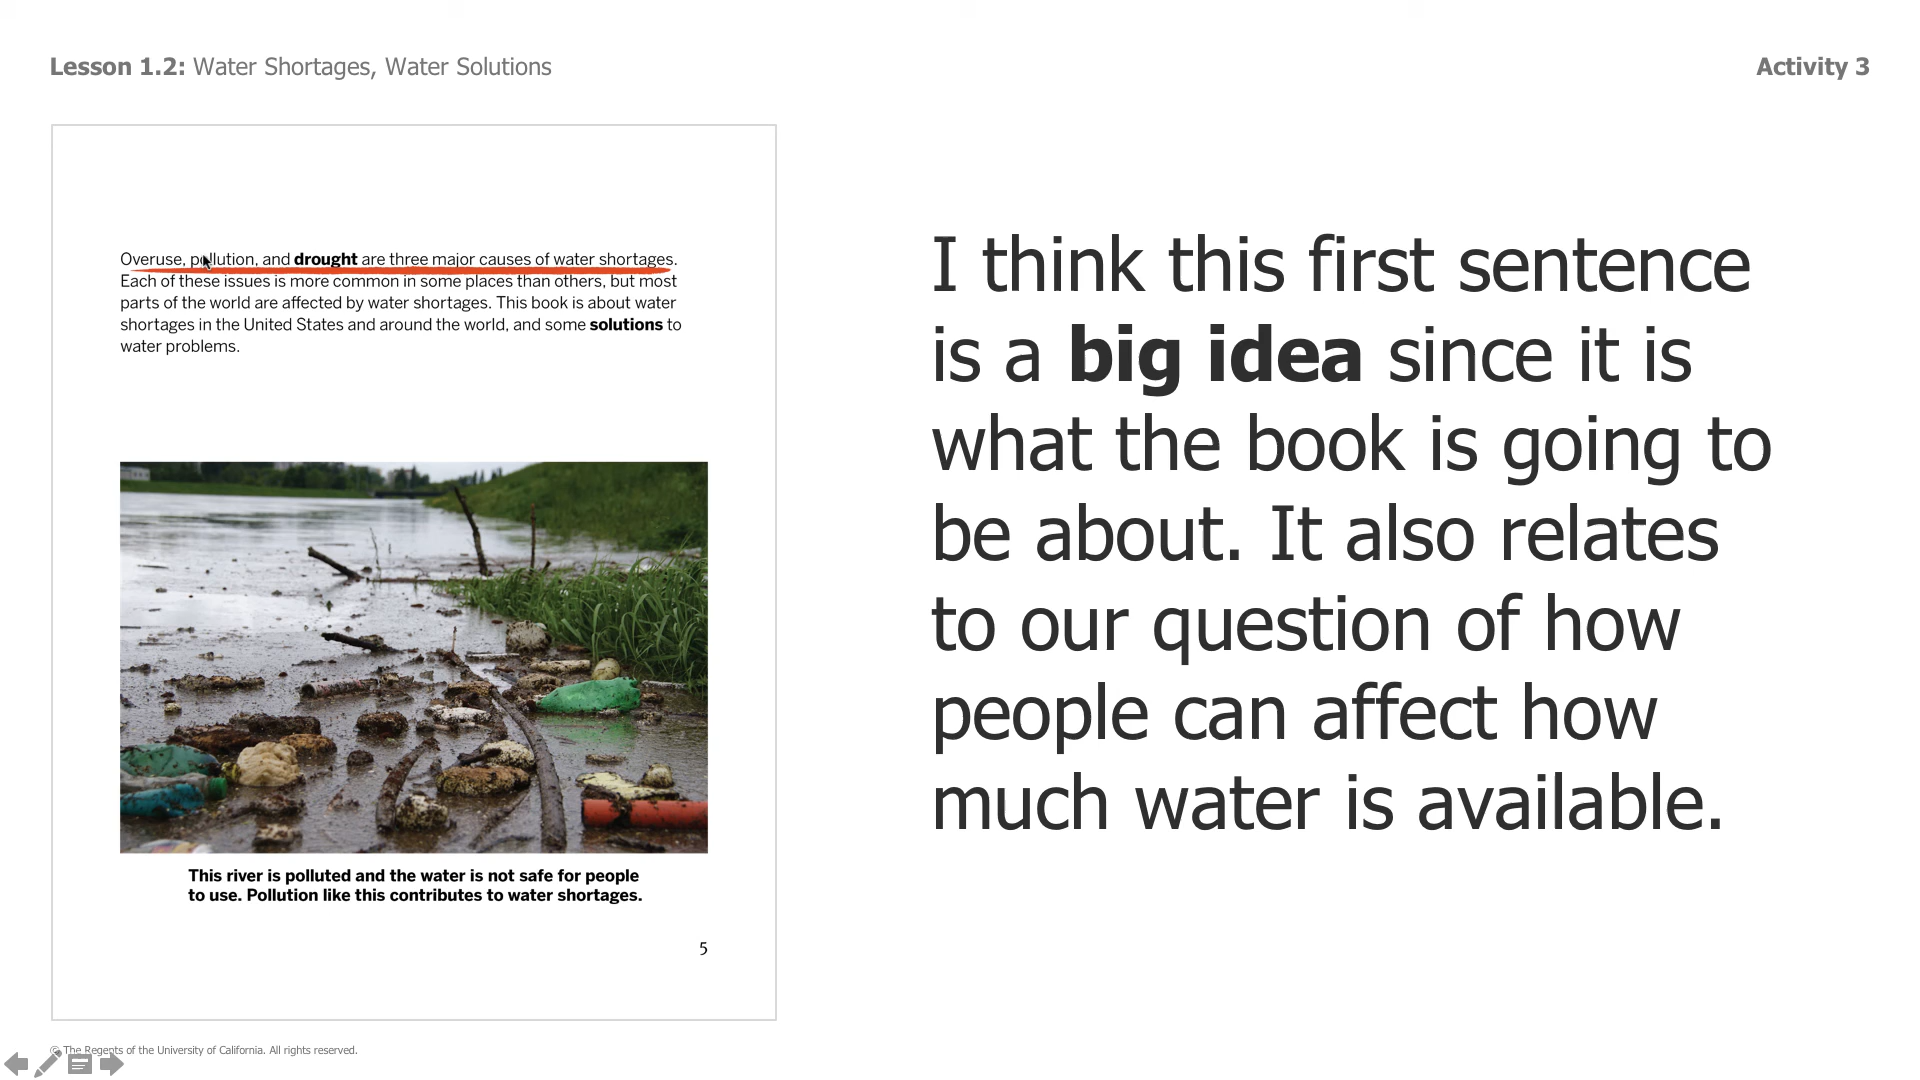 Lesson 1.2: Water Shortages, Water Solutions
Activity 3
Overuse, pollution, and drought are three major causes of water shortages.
Each of these issues is more common in some places than others, but most
parts of the world are affected by water shortages. This book is about water
shortages in the United States and around the world, and some solutions to
water problems.
This river is polluted and the water is not safe for people
to use. Pollution like this contributes to water shortages.
5
I think this first sentence
is a big idea since it is
what the book is going to
be about. It also relates
to our question of how
people can affect how
much water is available.
© The Regents of the University of California. All rights reserved.